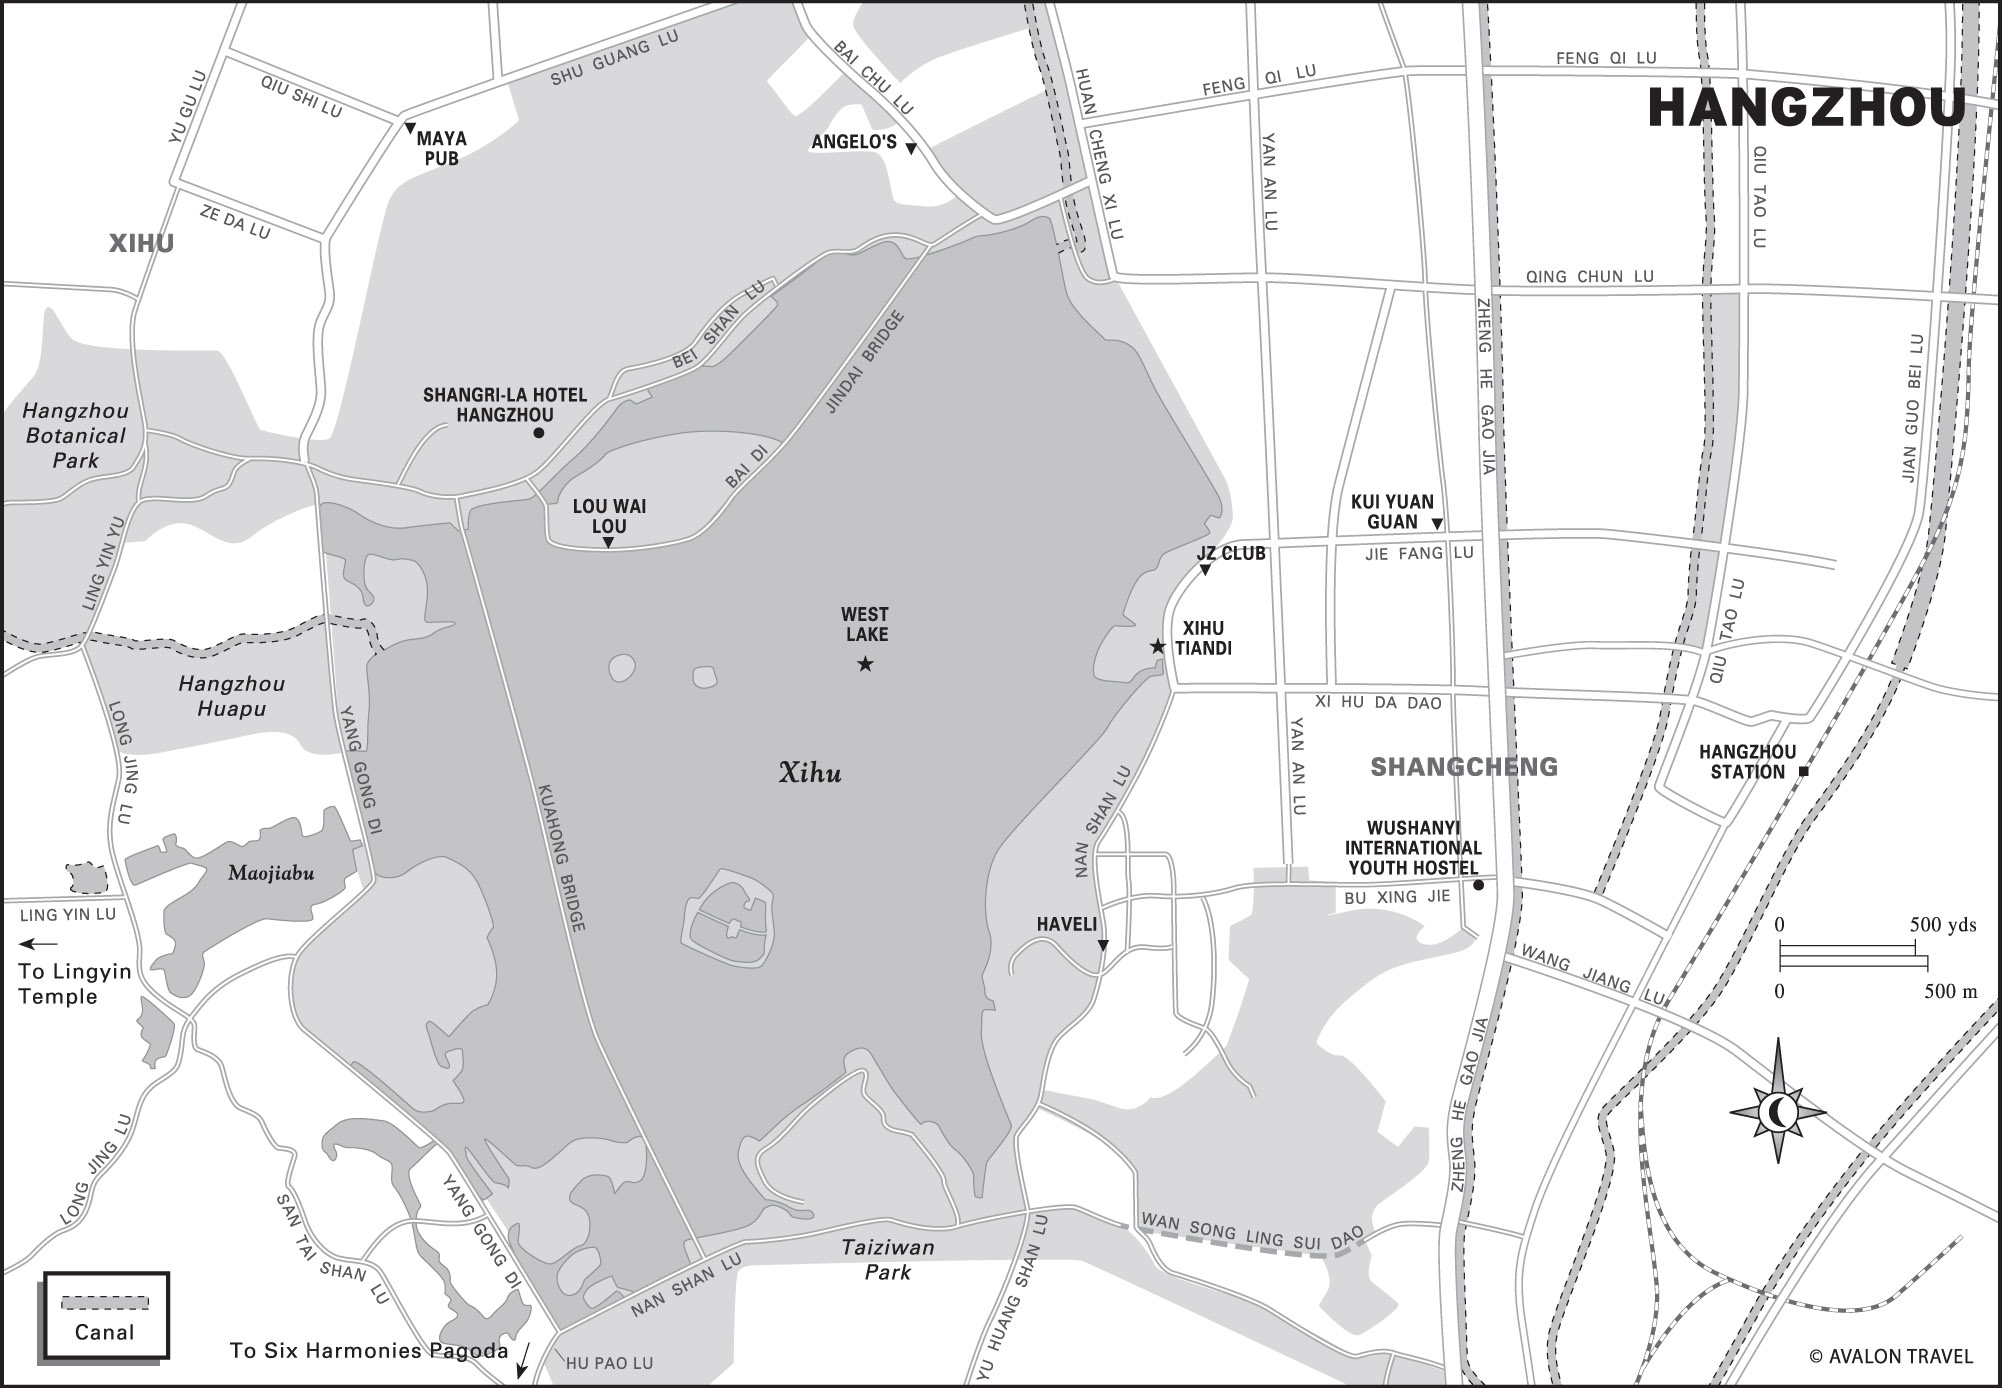 HANGZHOU
SHU GUANG LU
BAI CHU LU
HUAN CHENG XI LU
FENG QI LU
FENG QI LU
YU GU LU
QIU SHI LU
MAYA
PUB
ANGELO'S
YAN AN LU
QIU TAO LU
ZE DA LU
XIHU
QING CHUN LU
BEI SHAN LU
JINDAI BRIDGE
ZHENG HE GAO JIA
JIAN GUO BEI LU
SHANGRI-LA HOTEL
HANGZHOU
Hangzhou
Botanical
Park
BAI DI
LOU WAI
LOU
KUI YUAN
GUAN
JIE FANG LU
JZ CLUB
LING YIN YU
WEST
LAKE
XIHU
TIANDI
QIU TAO LU
Hangzhou
Huapu
LONG JING LU
YANG GONG DI
XI HU DA DAO
YAN AN LU
SHANGCHENG
HANGZHOU
STATION
Xihu
NAN SHAN LU
KUAHONG BRIDGE
WUSHANYI
INTERNATIONAL
YOUTH HOSTEL
BU XING JIE
Maojiabu
LING YIN LU
To Lingyin
Temple
HAVELI
WANG JIANG LU
0 500 yds
0 500 m
ZHENG HE GAO JIA
LONG JING LU
SAN TAI SHAN LU
YANG GONG DI
WAN SONG LING SUI DAO
Taiziwan
Park
NAN SHAN LU
YU HUANG SHAN LU
Canal
To Six Harmonies Pagoda
HU PAO LU
© AVALON TRAVEL